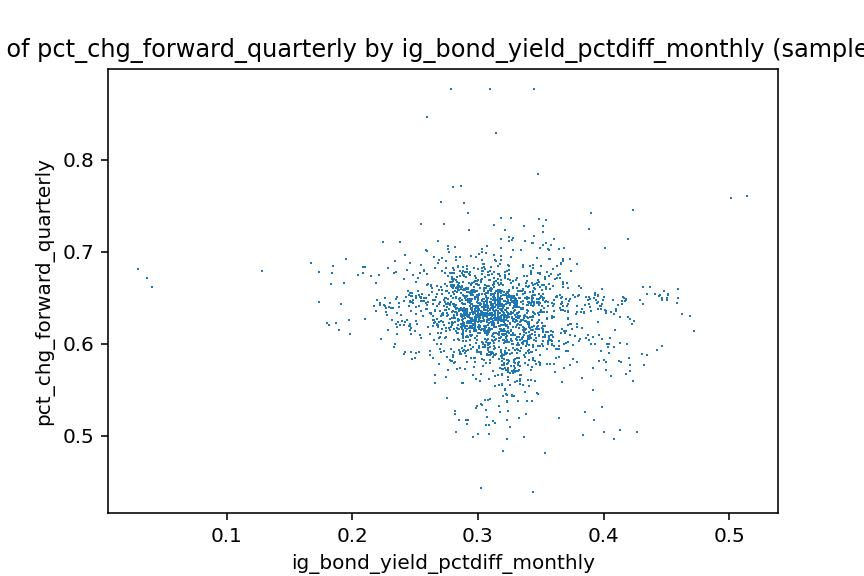 of pct_chg_forward_quarterly by ig_bond_yield_pctdiff_monthly (sample
pct_chg_forward_quarterly
0.8
0.7
0.6
0.5
0.1 0.2 0.3 0.4 0.5
ig_bond_yield_pctdiff_monthly